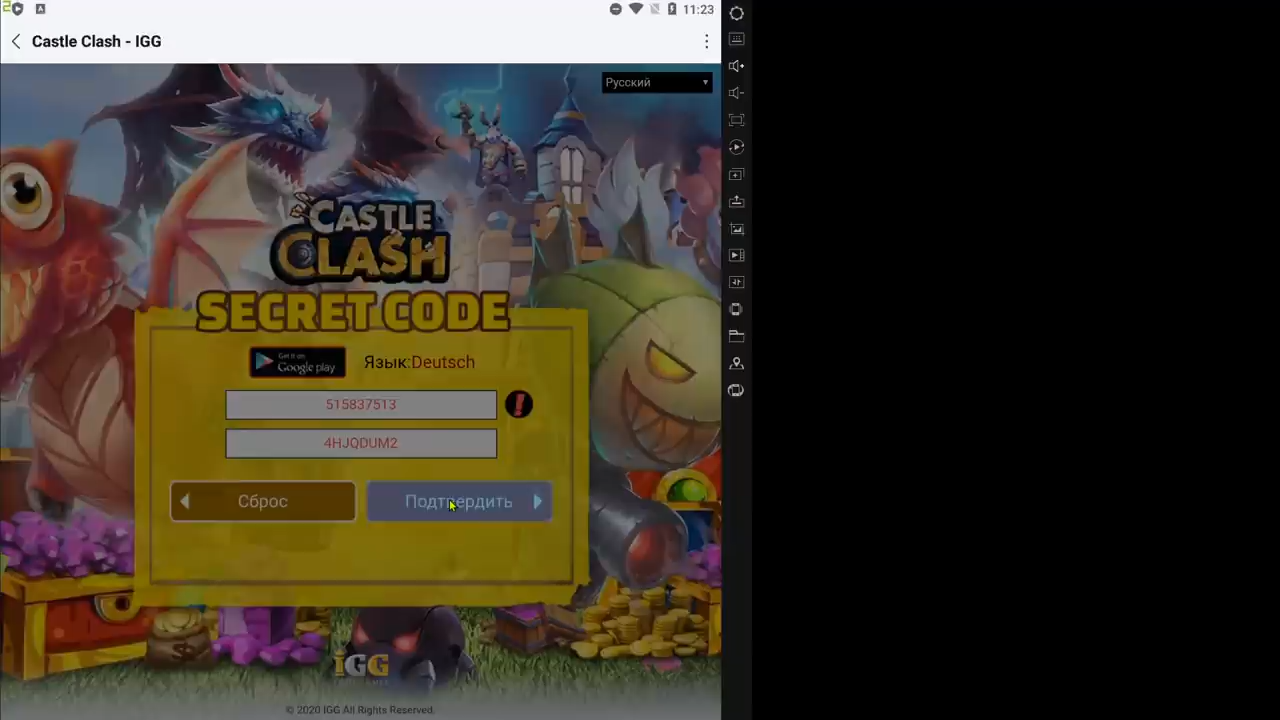 11:23
Castle Clash - IGG
Русский
CASTLE
CLASH
SECRET CODE
Get it on
Google play
Язык:Deutsch
515837513
4HJQDUM2
Сброс
Подтвердить
IGG
© 2020 IGG All Rights Reserved.